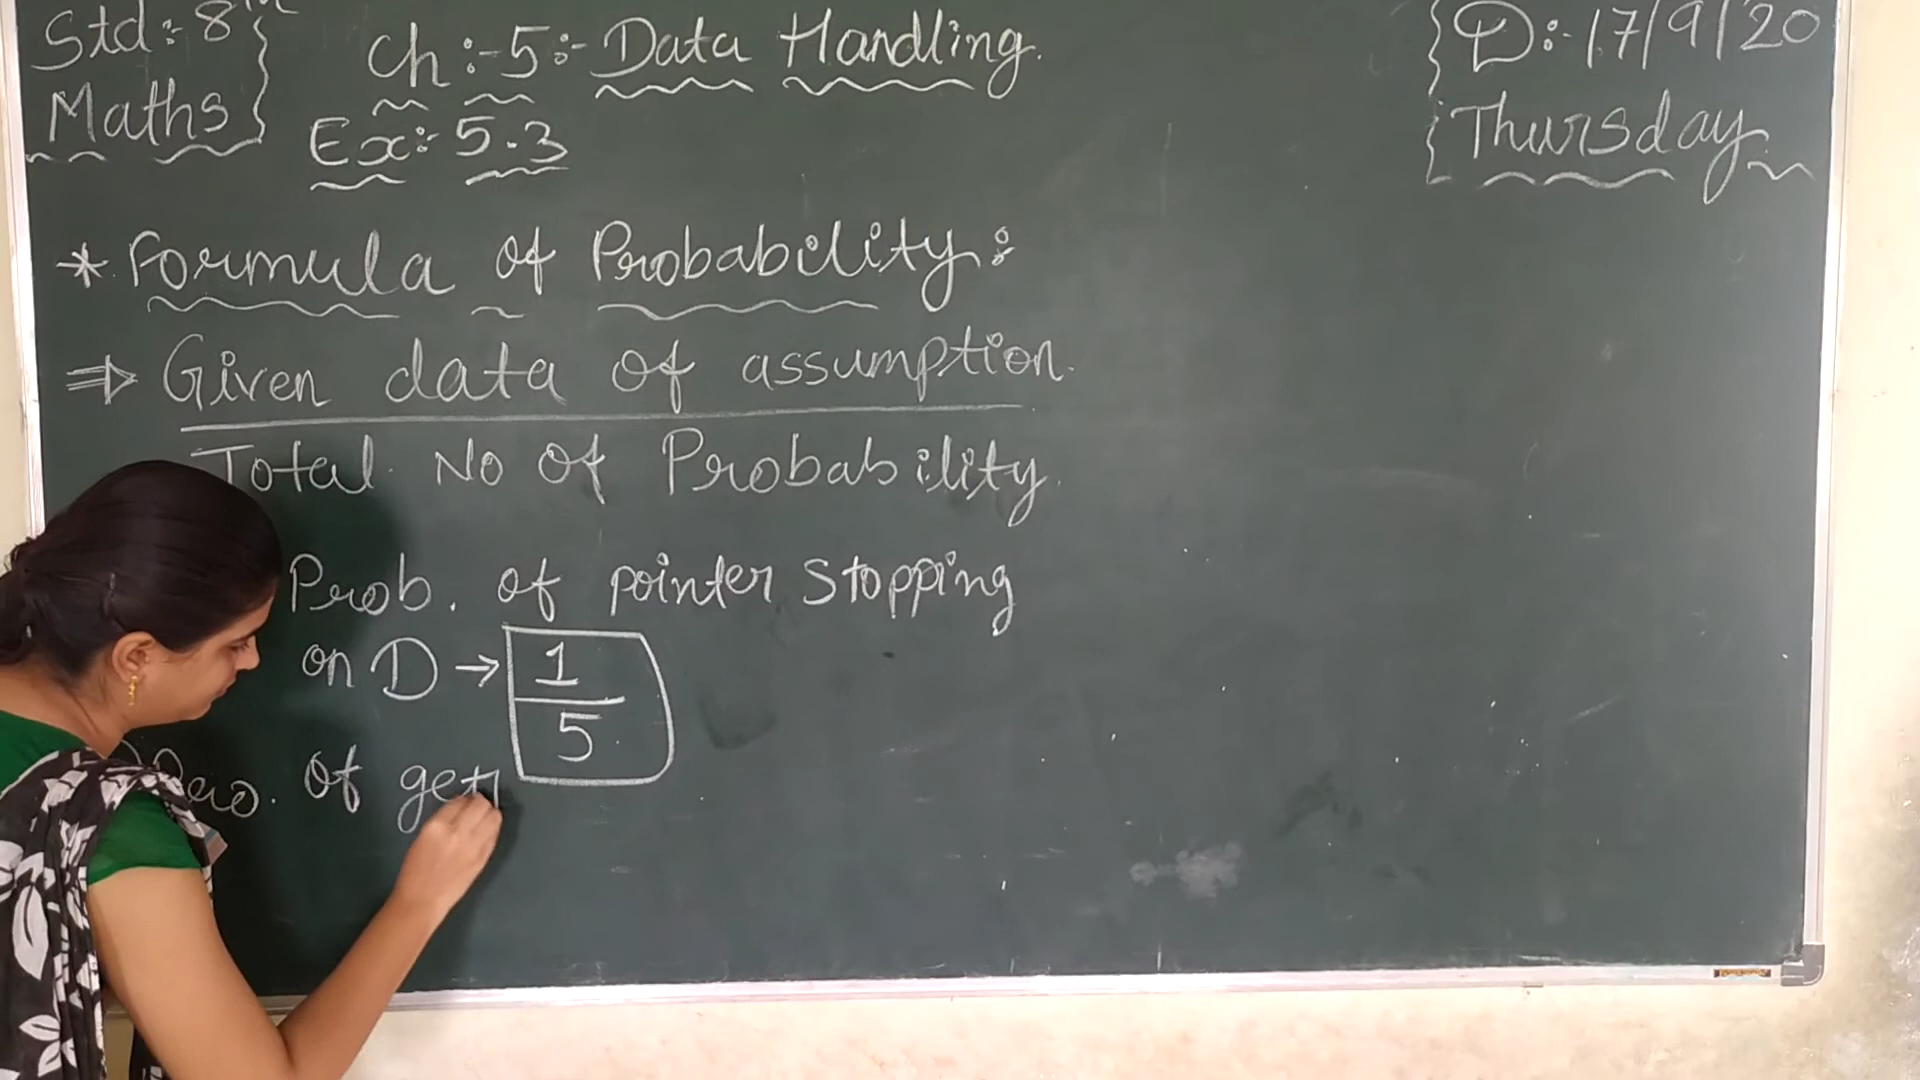 Std:- 8th
Maths
Ch:-5:- Data Handling.
Ex:- 5.3
D:-17/9/20
Thursday
* Formula of Probability:
⇒ Given data of assumption.
Total No Of Probability.
Prob. of pointer stopping
on D → 1/5
Pro. Of get